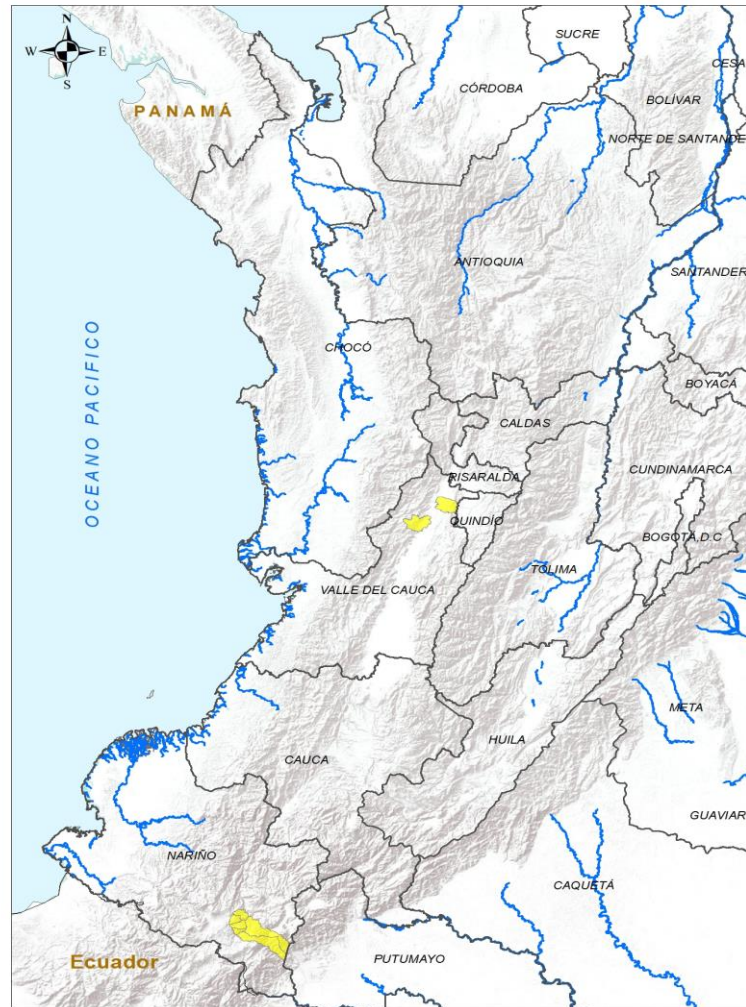 N
W E
S
SUCRE
CESA
CÓRDOBA
BOLÍVAR
PANAMÁ
NORTE DE SANTANDE
ANTIOQUIA
SANTANDER
OCEANO PACIFICO
CHOCÓ
BOYACÁ
CALDAS
CUNDINAMARCA
RISARALDA
QUINDÍO
BOGOTÁ, D.C
TOLIMA
VALLE DEL CAUCA
META
HUILA
CAUCA
GUAVIAR
NARIÑO
CAQUETÁ
Ecuador
PUTUMAYO